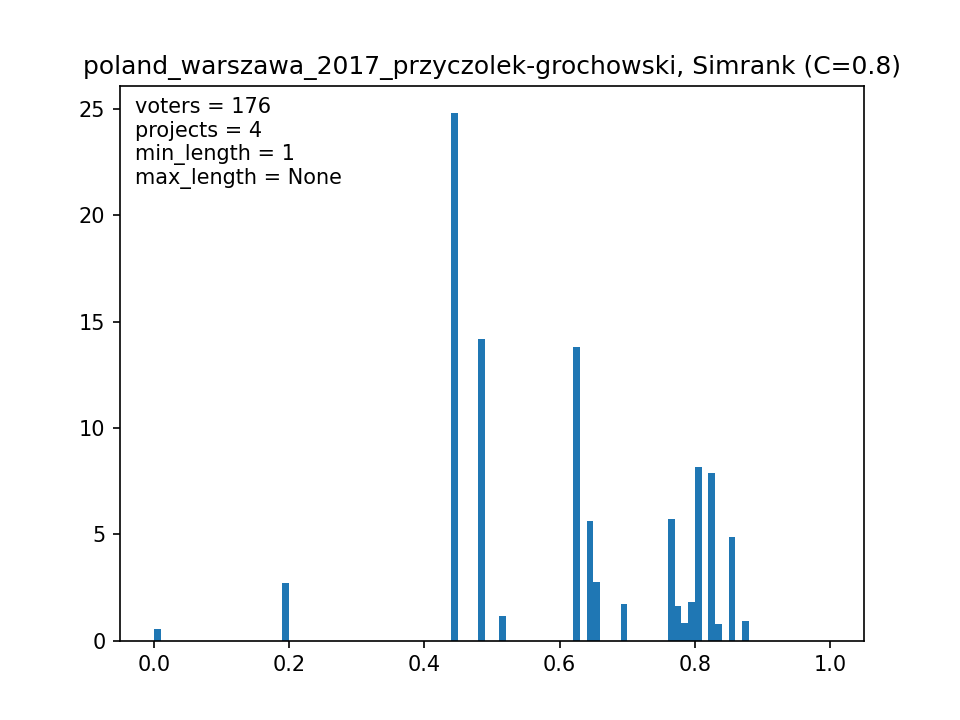 poland_warszawa_2017_przyczolek-grochowski, Simrank (C=0.8)
voters = 176
projects = 4
min_length = 1
max_length = None
25
20
15
10
5
0
0.0 0.2 0.4 0.6 0.8 1.0